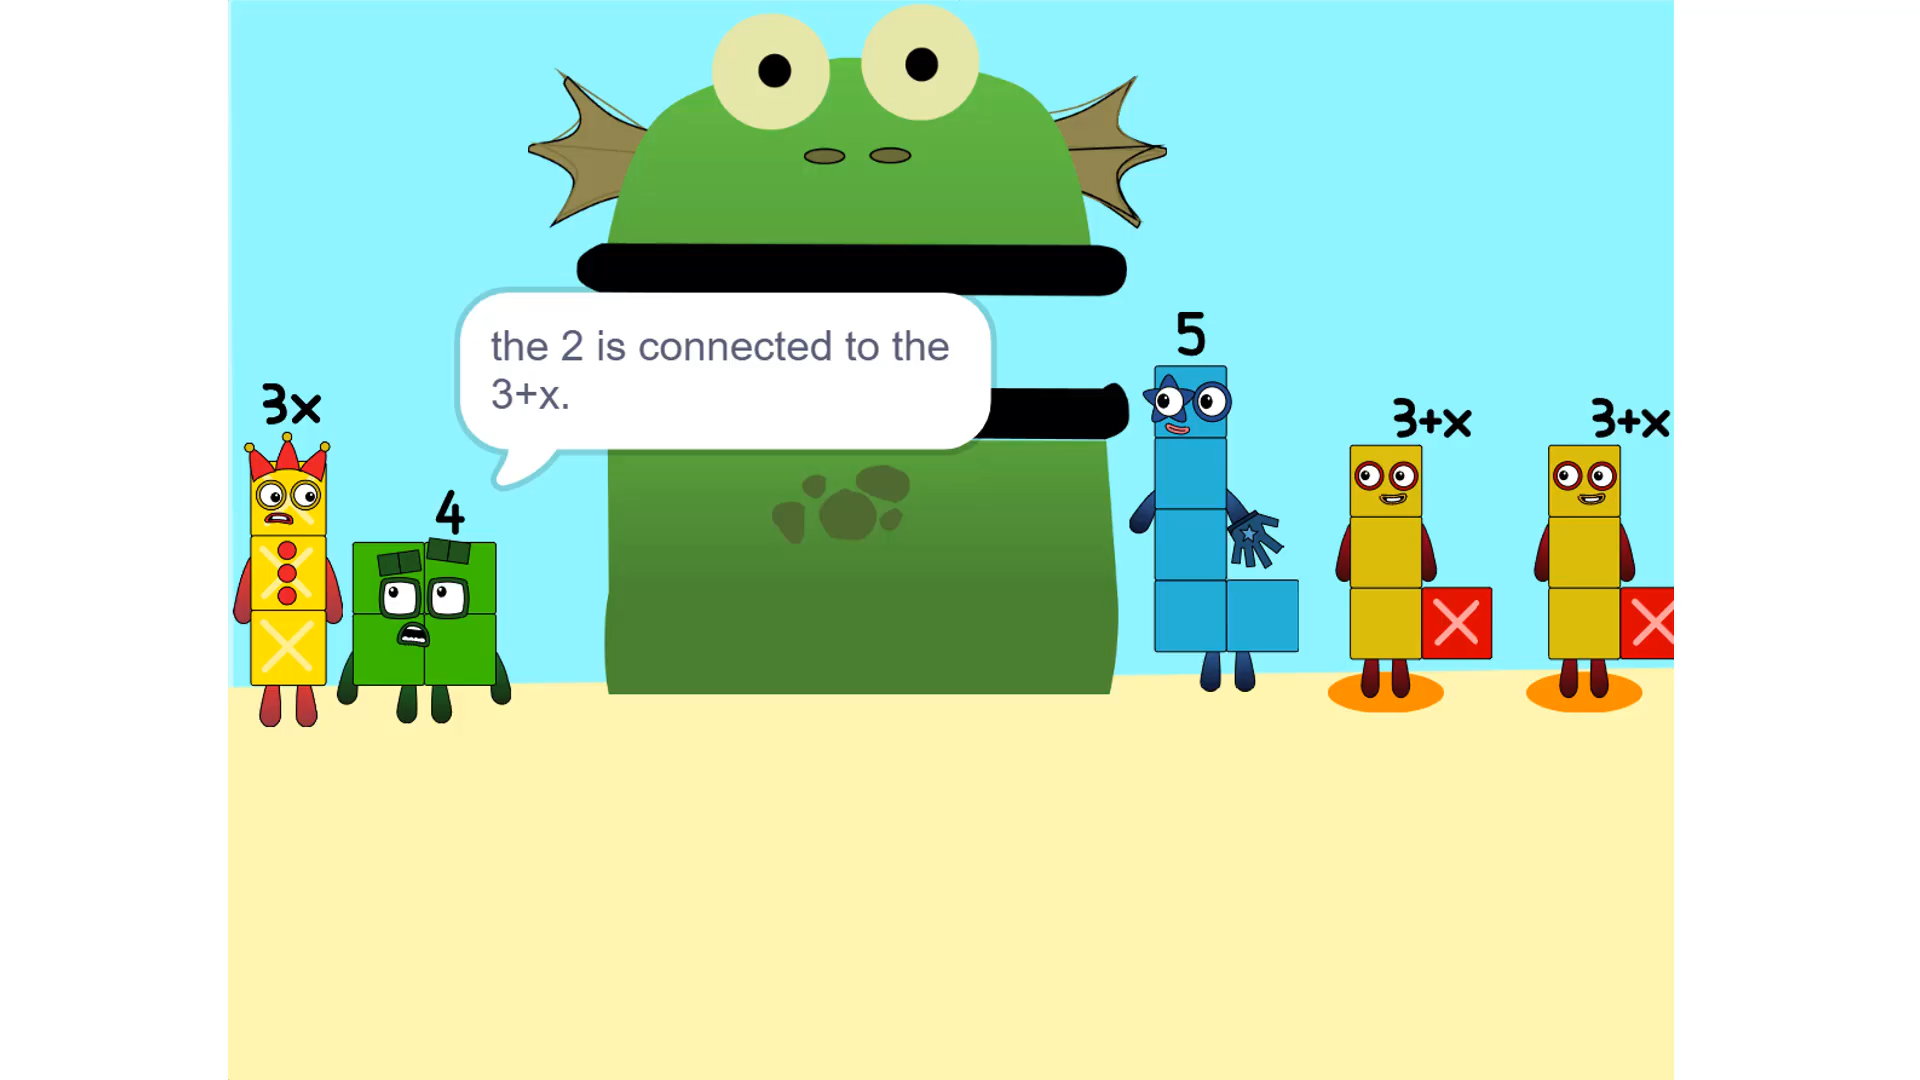 the 2 is connected to the
3+x.
3x
4
5
3+x
3+x